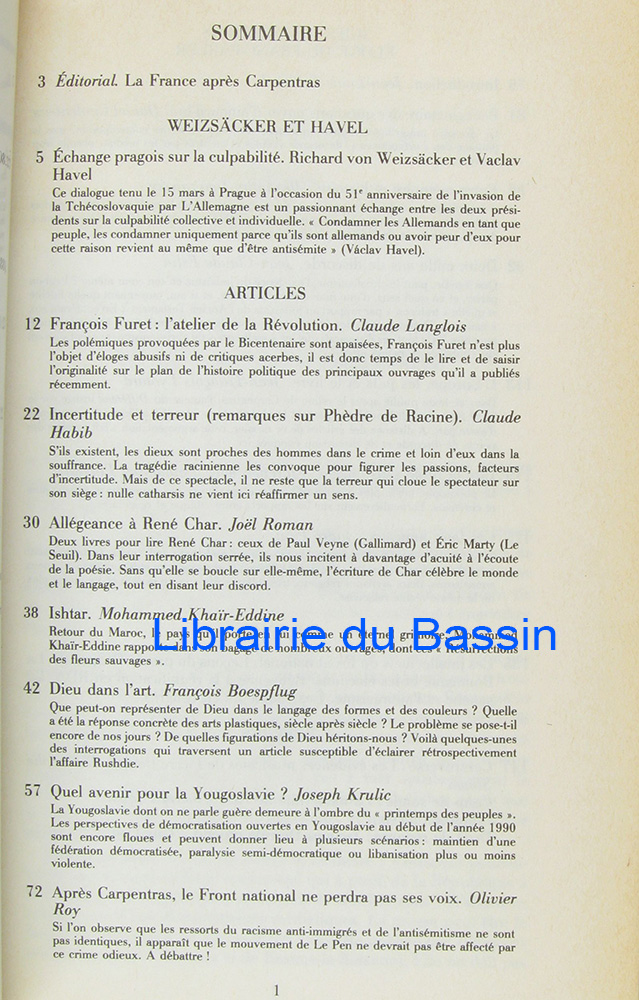 SOMMAIRE
3 Éditorial. La France après Carpentras
WEIZSÄCKER ET HAVEL
5 Échange pragois sur la culpabilité. Richard von Weizsäcker et Vaclav
Havel
Ce dialogue tenu le 15 mars à Prague à l'occasion du 51e anniversaire de l'invasion de
la Tchécoslovaquie par L'Allemagne est un passionnant échange entre les deux prési-
dents sur la culpabilité collective et individuelle. « Condamner les Allemands en tant que
peuple, les condamner uniquement parce qu'ils sont allemands ou avoir peur d'eux pour
cette raison revient au même que d'être antisémite » (Václav Havel).
ARTICLES
12 François Furet : l'atelier de la Révolution. Claude Langlois
Les polémiques provoquées par le Bicentenaire sont apaisées, François Furet n'est plus
l'objet d'éloges abusifs ni de critiques acerbes, il est donc temps de le lire et de saisir
l'originalité sur le plan de l'histoire politique des principaux ouvrages qu'il a publiés
récemment.
22 Incertitude et terreur (remarques sur Phèdre de Racine). Claude
Habib
S'ils existent, les dieux sont proches des hommes dans le crime et loin d'eux dans la
souffrance. La tragédie racinienne les convoque pour figurer les passions, facteurs
d'incertitude. Mais de ce spectacle, il ne reste que la terreur qui cloue le spectateur sur
son siège : nulle catharsis ne vient ici réaffirmer un sens.
30 Allégeance à René Char. Joël Roman
Deux livres pour lire René Char : ceux de Paul Veyne (Gallimard) et Éric Marty (Le
Seuil). Dans leur interrogation serrée, ils nous incitent à davantage d'acuité à l'écoute
de la poésie. Sans qu'elle se boucle sur elle-même, l'écriture de Char célèbre le monde
et le langage, tout en disant leur discord.
38 Ishtar. Mohammed Khaïr-Eddine
Retour du Maroc, le pays qu'il porte en lui comme un éternel grimoire, Mohammed
Khaïr-Eddine rapporte dans son bagage de nombreux ouvrages, dont ces « Résurrections
des fleurs sauvages ».
Librairie du Bassin
42 Dieu dans l'art. François Boespflug
Que peut-on représenter de Dieu dans le langage des formes et des couleurs ? Quelle
a été la réponse concrète des arts plastiques, siècle après siècle ? Le problème se pose-t-il
encore de nos jours ? De quelles figurations de Dieu héritons-nous ? Voilà quelques-unes
des interrogations qui traversent un article susceptible d'éclairer rétrospectivement
l'affaire Rushdie.
57 Quel avenir pour la Yougoslavie ? Joseph Krulic
La Yougoslavie dont on ne parle guère demeure à l'ombre du « printemps des peuples ».
Les perspectives de démocratisation ouvertes en Yougoslavie au début de l'année 1990
sont encore floues et peuvent donner lieu à plusieurs scénarios : maintien d'une
fédération démocratisée, paralysie semi-démocratique ou libanisation plus ou moins
violente.
72 Après Carpentras, le Front national ne perdra pas ses voix. Olivier
Roy
Si l'on observe que les ressorts du racisme anti-immigrés et de l'antisémitisme ne sont
pas identiques, il apparaît que le mouvement de Le Pen ne devrait pas être affecté par
ce crime odieux. A débattre !
1